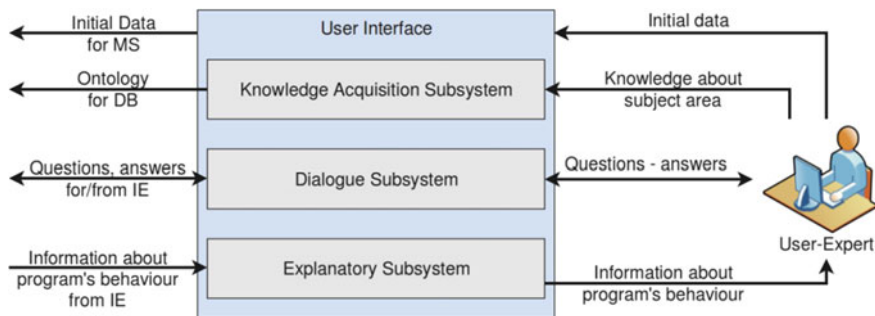 Initial Data
for MS
User Interface
Initial data
Ontology
for DB
Knowledge Acquisition Subsystem
Knowledge about
subject area
Questions, answers
for/from IE
Dialogue Subsystem
Questions - answers
User-Expert
Information about
program's behaviour
from IE
Explanatory Subsystem
Information about
program's behaviour